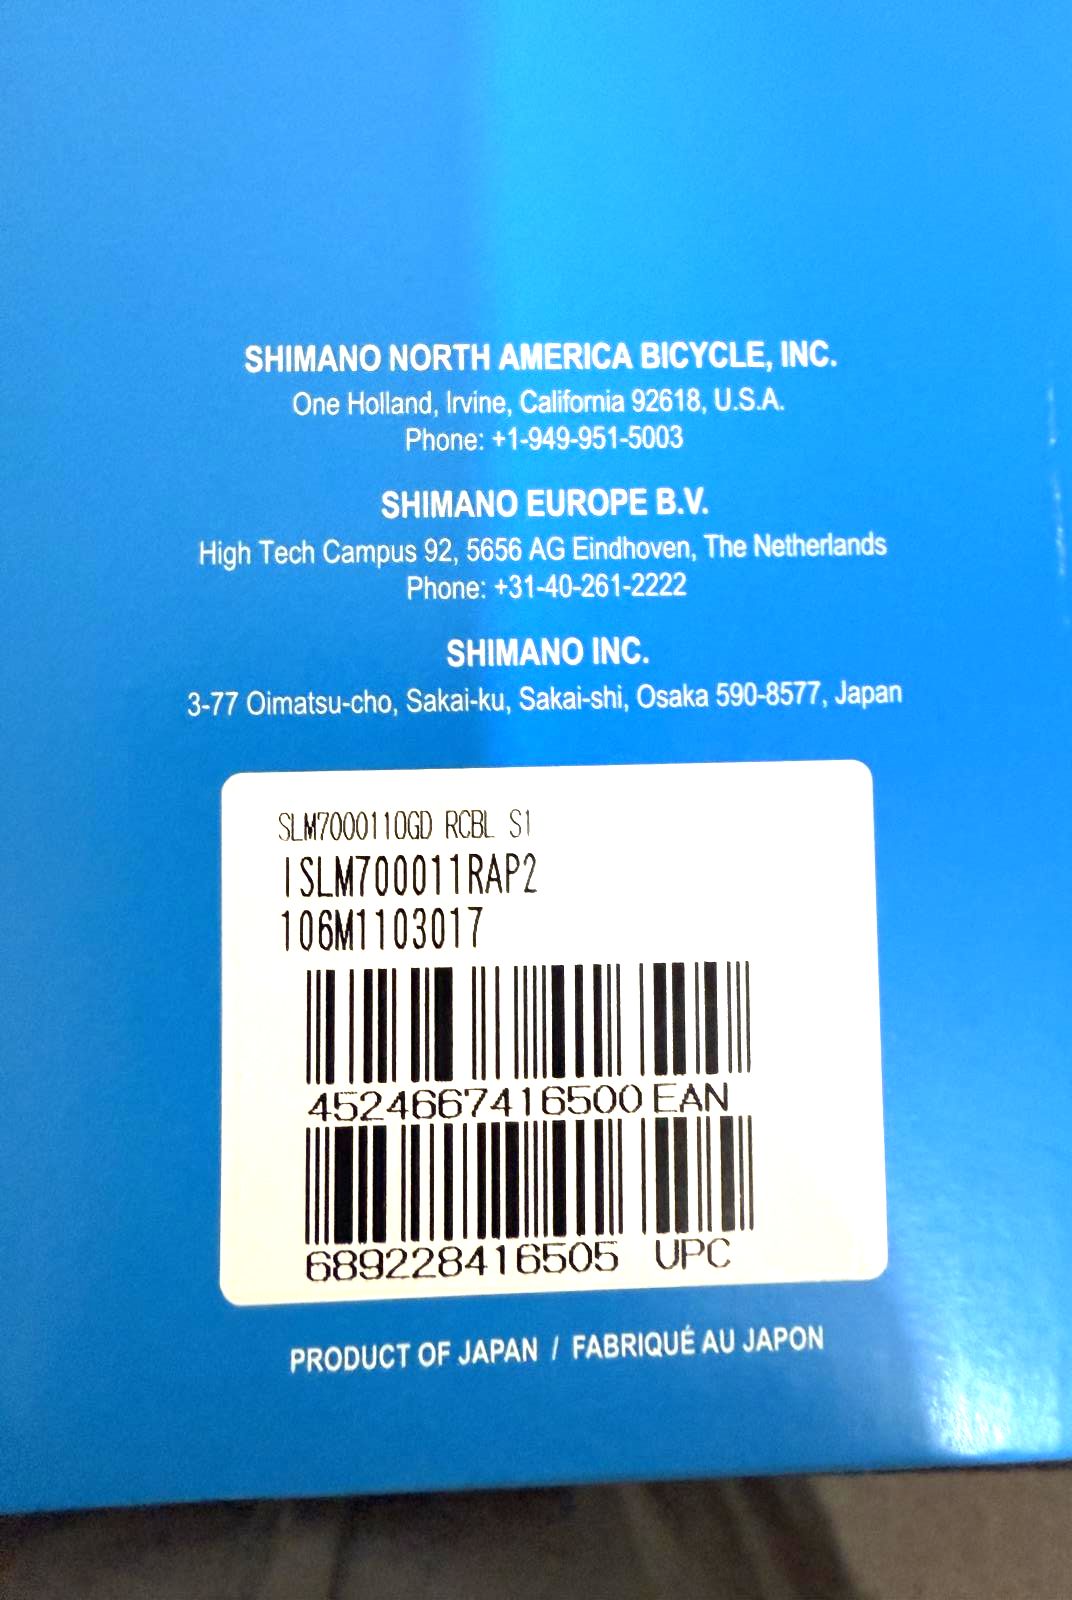 SHIMANO NORTH AMERICA BICYCLE, INC.
One Holland, Irvine, California 92618, U.S.A.
Phone: +1-949-951-5003
SHIMANO EUROPE B.V.
High Tech Campus 92, 5656 AG Eindhoven, The Netherlands
Phone: +31-40-261-2222
SHIMANO INC.
3-77 Oimatsu-cho, Sakai-ku, Sakai-shi, Osaka 590-8577, Japan
SLM7000110GD RCBL S1
ISLM700011RAP2
106M1103017
4524667416500 EAN
689228416505 UPC
PRODUCT OF JAPAN / FABRIQUÉ AU JAPON